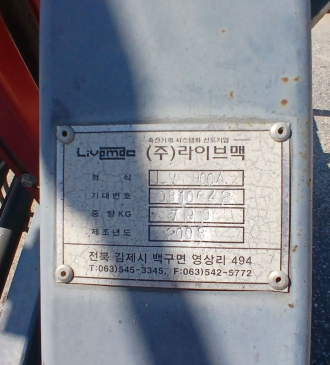 축산기계 시스템화 선도기업
Livemac (주)라이브맥
형 식
기대번호
중 량 KG
제조년도 2008
전북 김제시 백구면 영상리 494
T:063)545-3345, F:063)542-5772